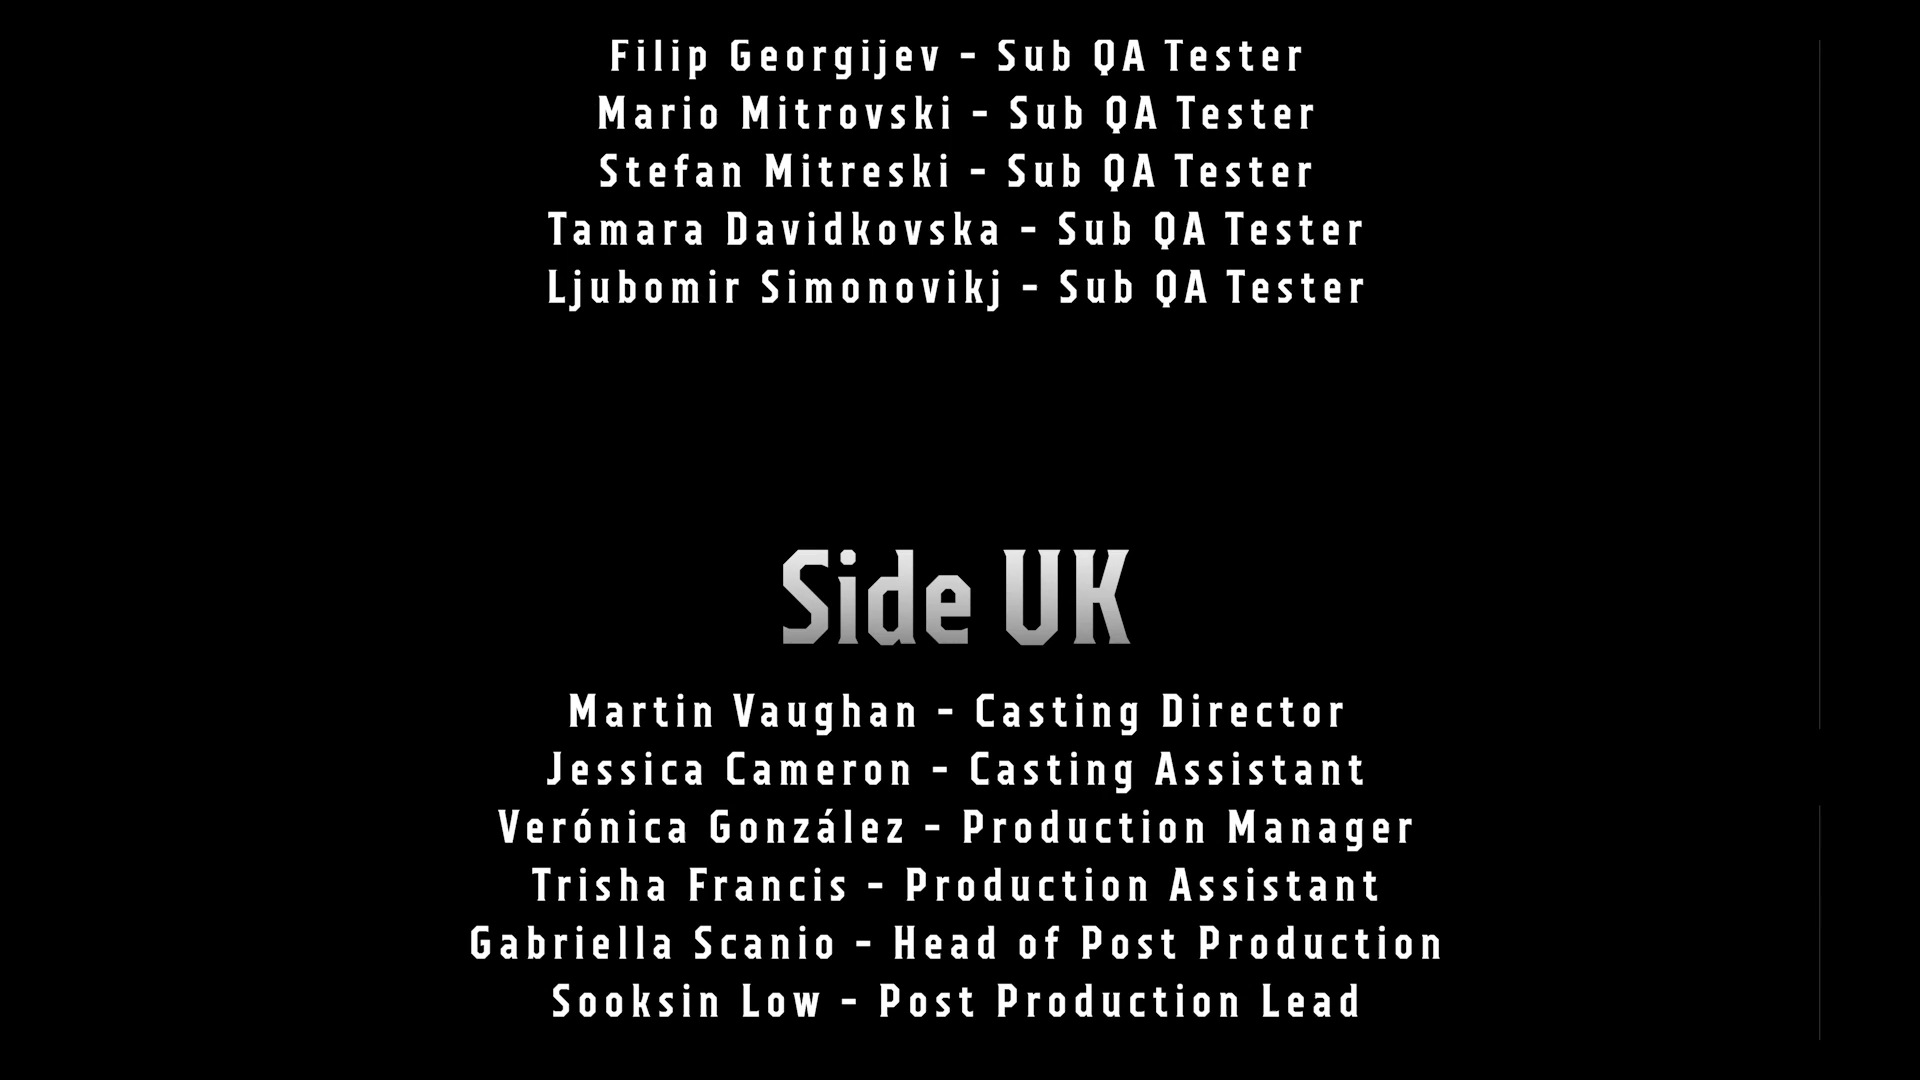 Filip Georgijev - Sub QA Tester
Mario Mitrovski - Sub QA Tester
Stefan Mitreski - Sub QA Tester
Tamara Davidkovska - Sub QA Tester
Ljubomir Simonovikj - Sub QA Tester
Side UK
Martin Vaughan - Casting Director
Jessica Cameron - Casting Assistant
Verónica González - Production Manager
Trisha Francis - Production Assistant
Gabriella Scanio - Head of Post Production
Sooksin Low - Post Production Lead